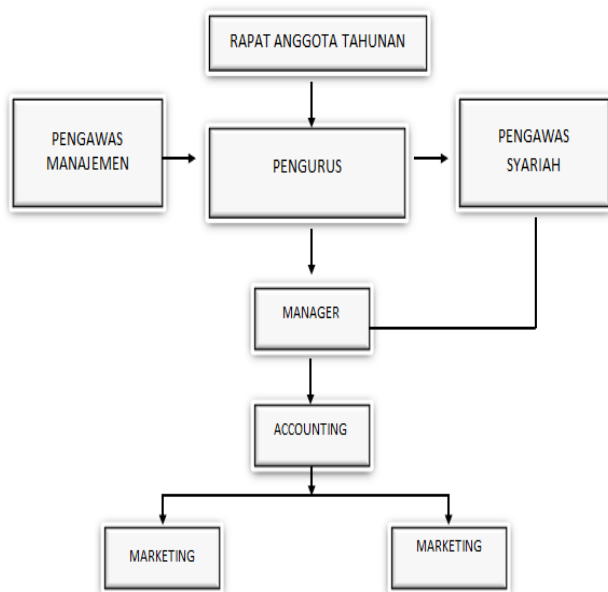 RAPAT ANGGOTA TAHUNAN
PENGAWAS
MANAJEMEN
PENGURUS
PENGAWAS
SYARIAH
MANAGER
ACCOUNTING
MARKETING
MARKETING